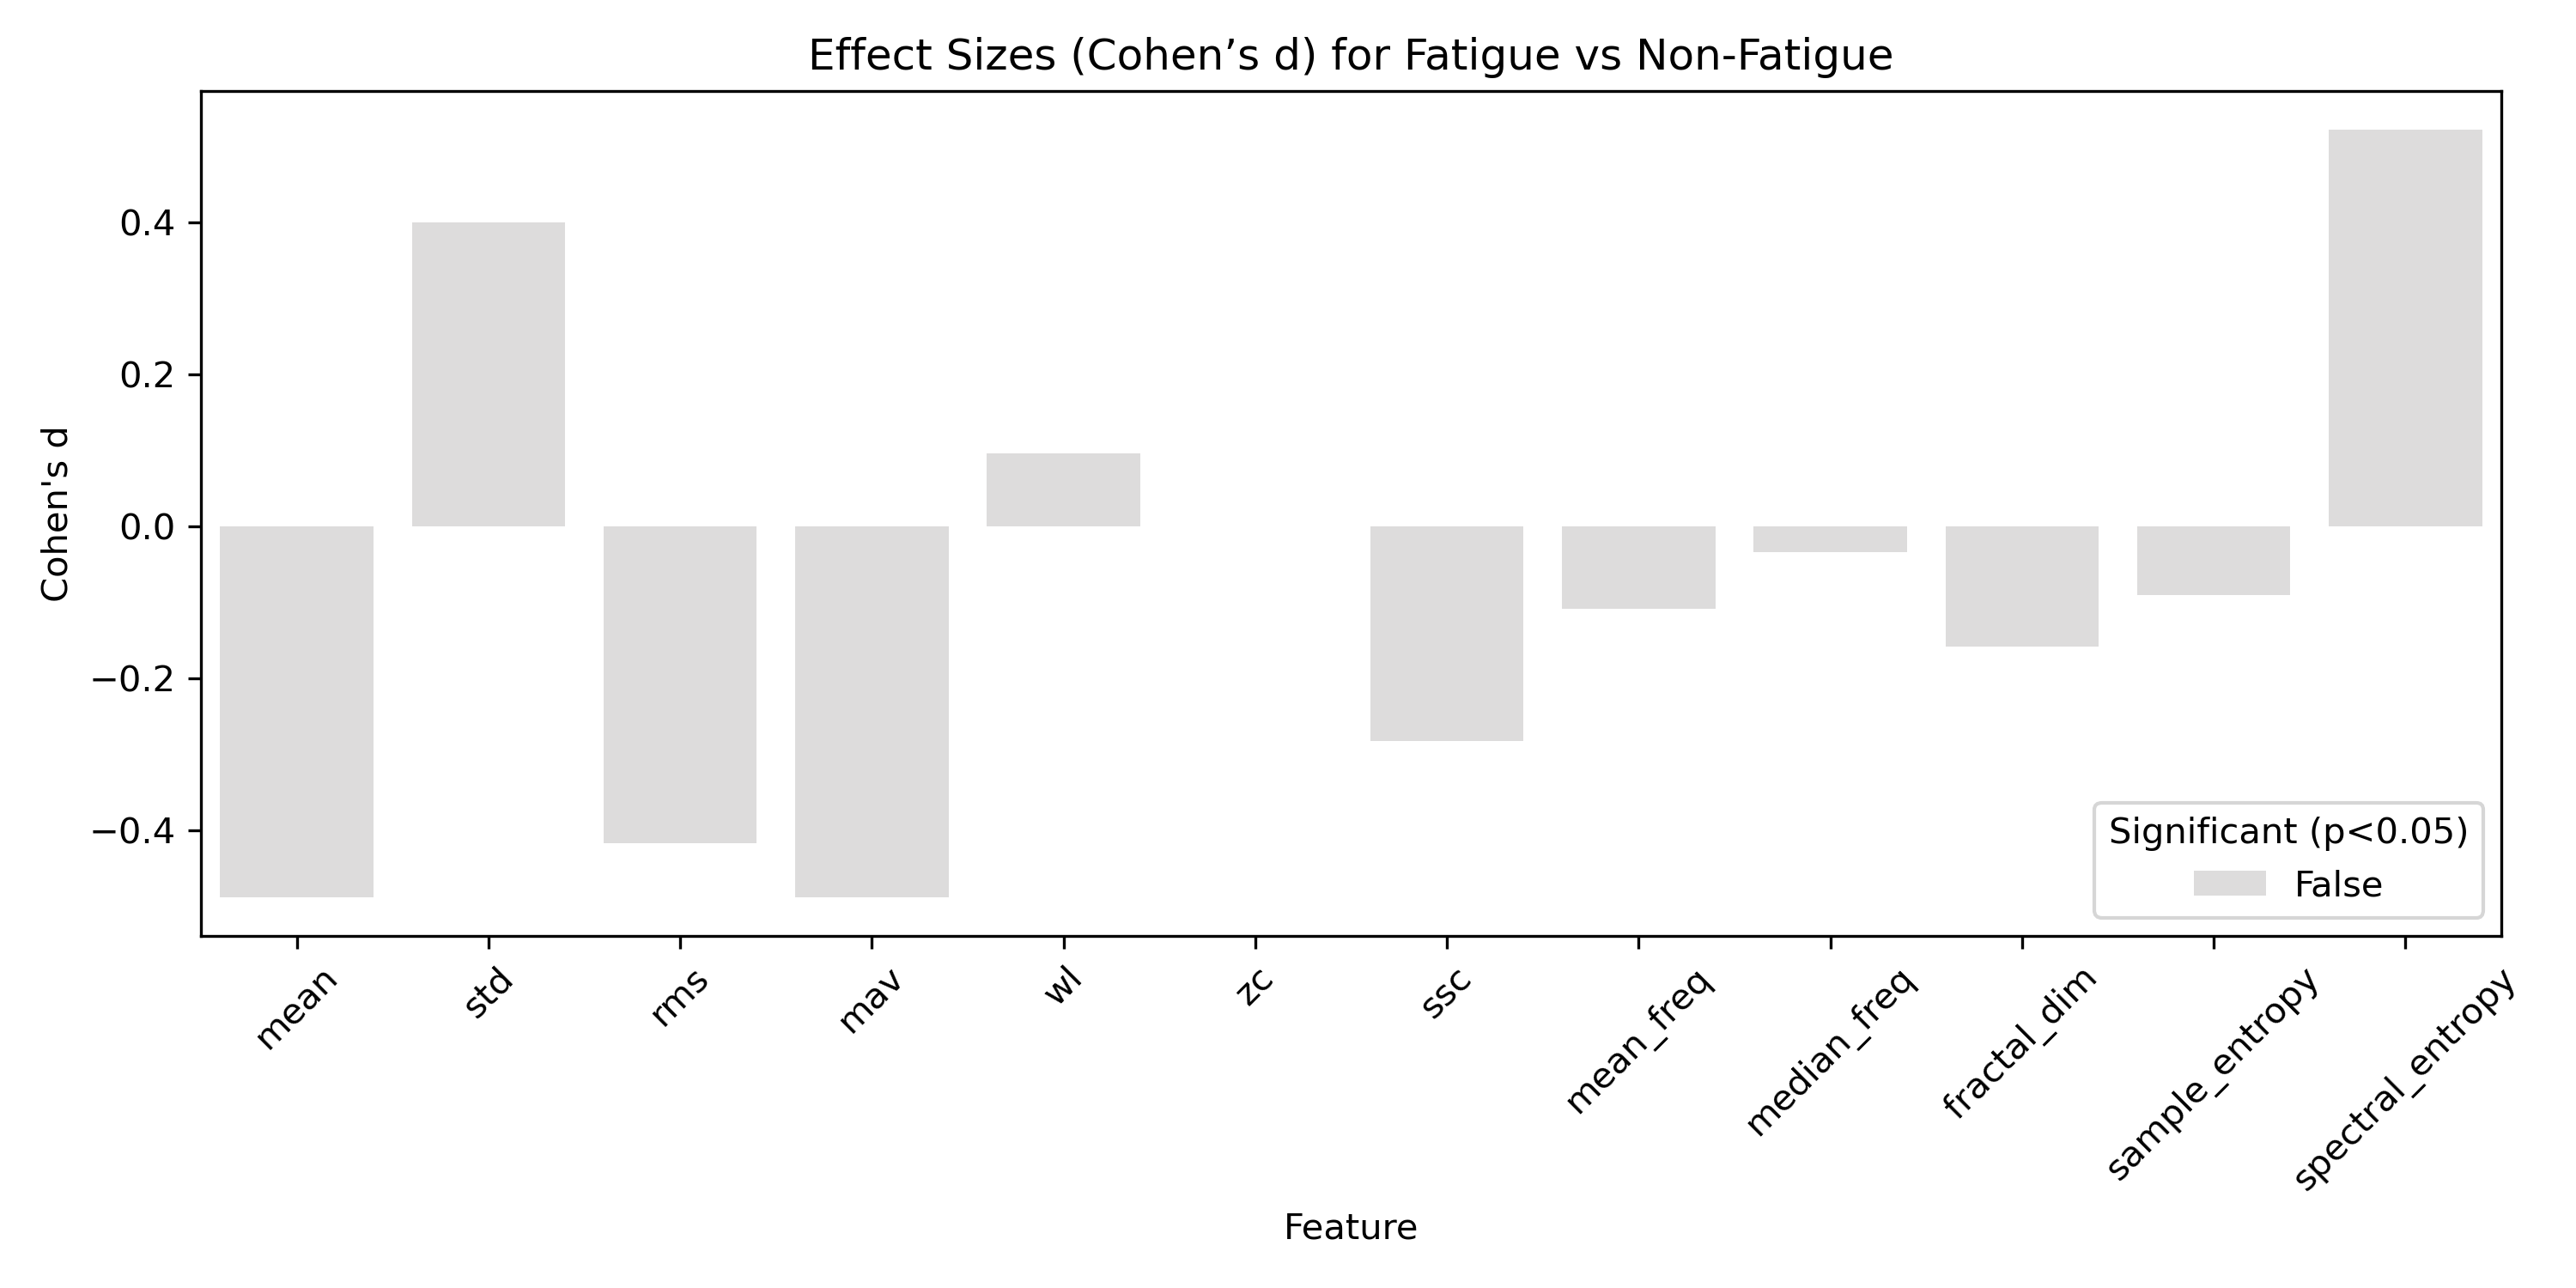 Effect Sizes (Cohen’s d) for Fatigue vs Non-Fatigue
Cohen's d
0.4
0.2
0.0
−0.2
−0.4
mean
std
rms
mav
wl
zc
ssc
mean_freq
median_freq
fractal_dim
sample_entropy
spectral_entropy
Feature
Significant (p<0.05)
False